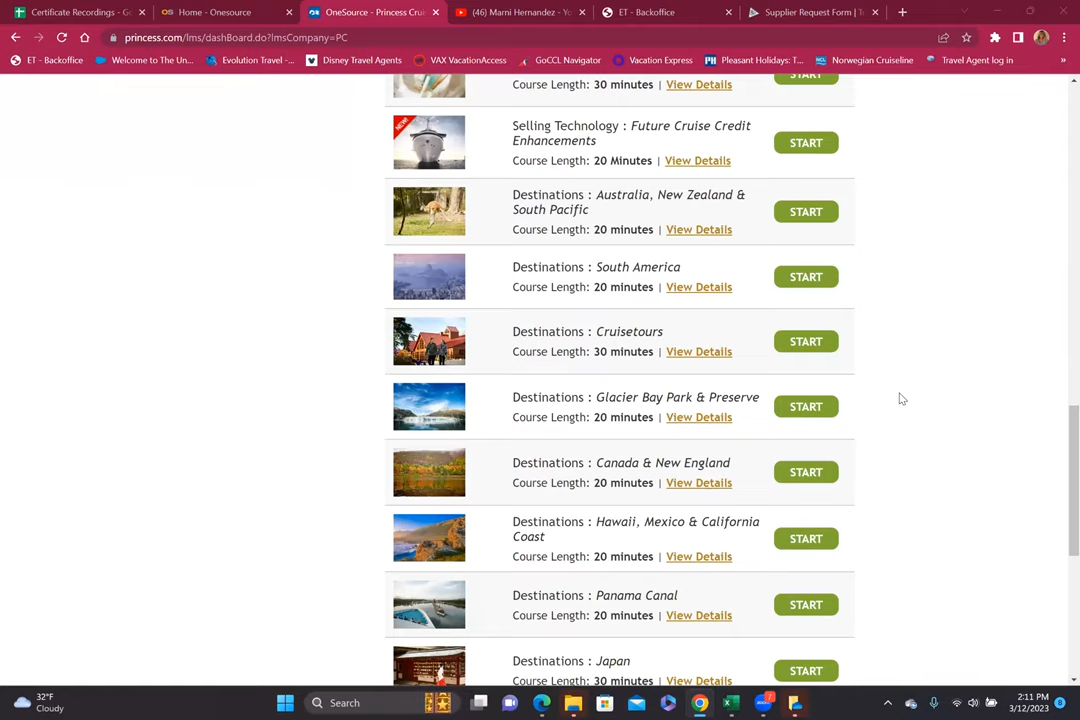 Certificate Recordings - Go
Home - Onesource
OneSource - Princess Crui
(46) Marni Hernandez - Yo
ET - Backoffice
Supplier Request Form | T
princess.com/lms/dashBoard.do?lmsCompany=PC
ET - Backoffice
Welcome to The Un...
Evolution Travel -...
Disney Travel Agents
VAX VacationAccess
GoCCL Navigator
Vacation Express
Pleasant Holidays: T...
Norwegian Cruiseline
Travel Agent log in
Course Length: 30 minutes | View Details
START
NEW!
Selling Technology : Future Cruise Credit
Enhancements
Course Length: 20 Minutes | View Details
START
Destinations : Australia, New Zealand &
South Pacific
Course Length: 20 minutes | View Details
START
Destinations : South America
Course Length: 20 minutes | View Details
START
Destinations : Cruisetours
Course Length: 30 minutes | View Details
START
Destinations : Glacier Bay Park & Preserve
Course Length: 20 minutes | View Details
START
Destinations : Canada & New England
Course Length: 20 minutes | View Details
START
Destinations : Hawaii, Mexico & California
Coast
Course Length: 20 minutes | View Details
START
Destinations : Panama Canal
Course Length: 20 minutes | View Details
START
Destinations : Japan
Course Length: 30 minutes | View Details
START
32°F
Cloudy
Search
2:11 PM
3/12/2023